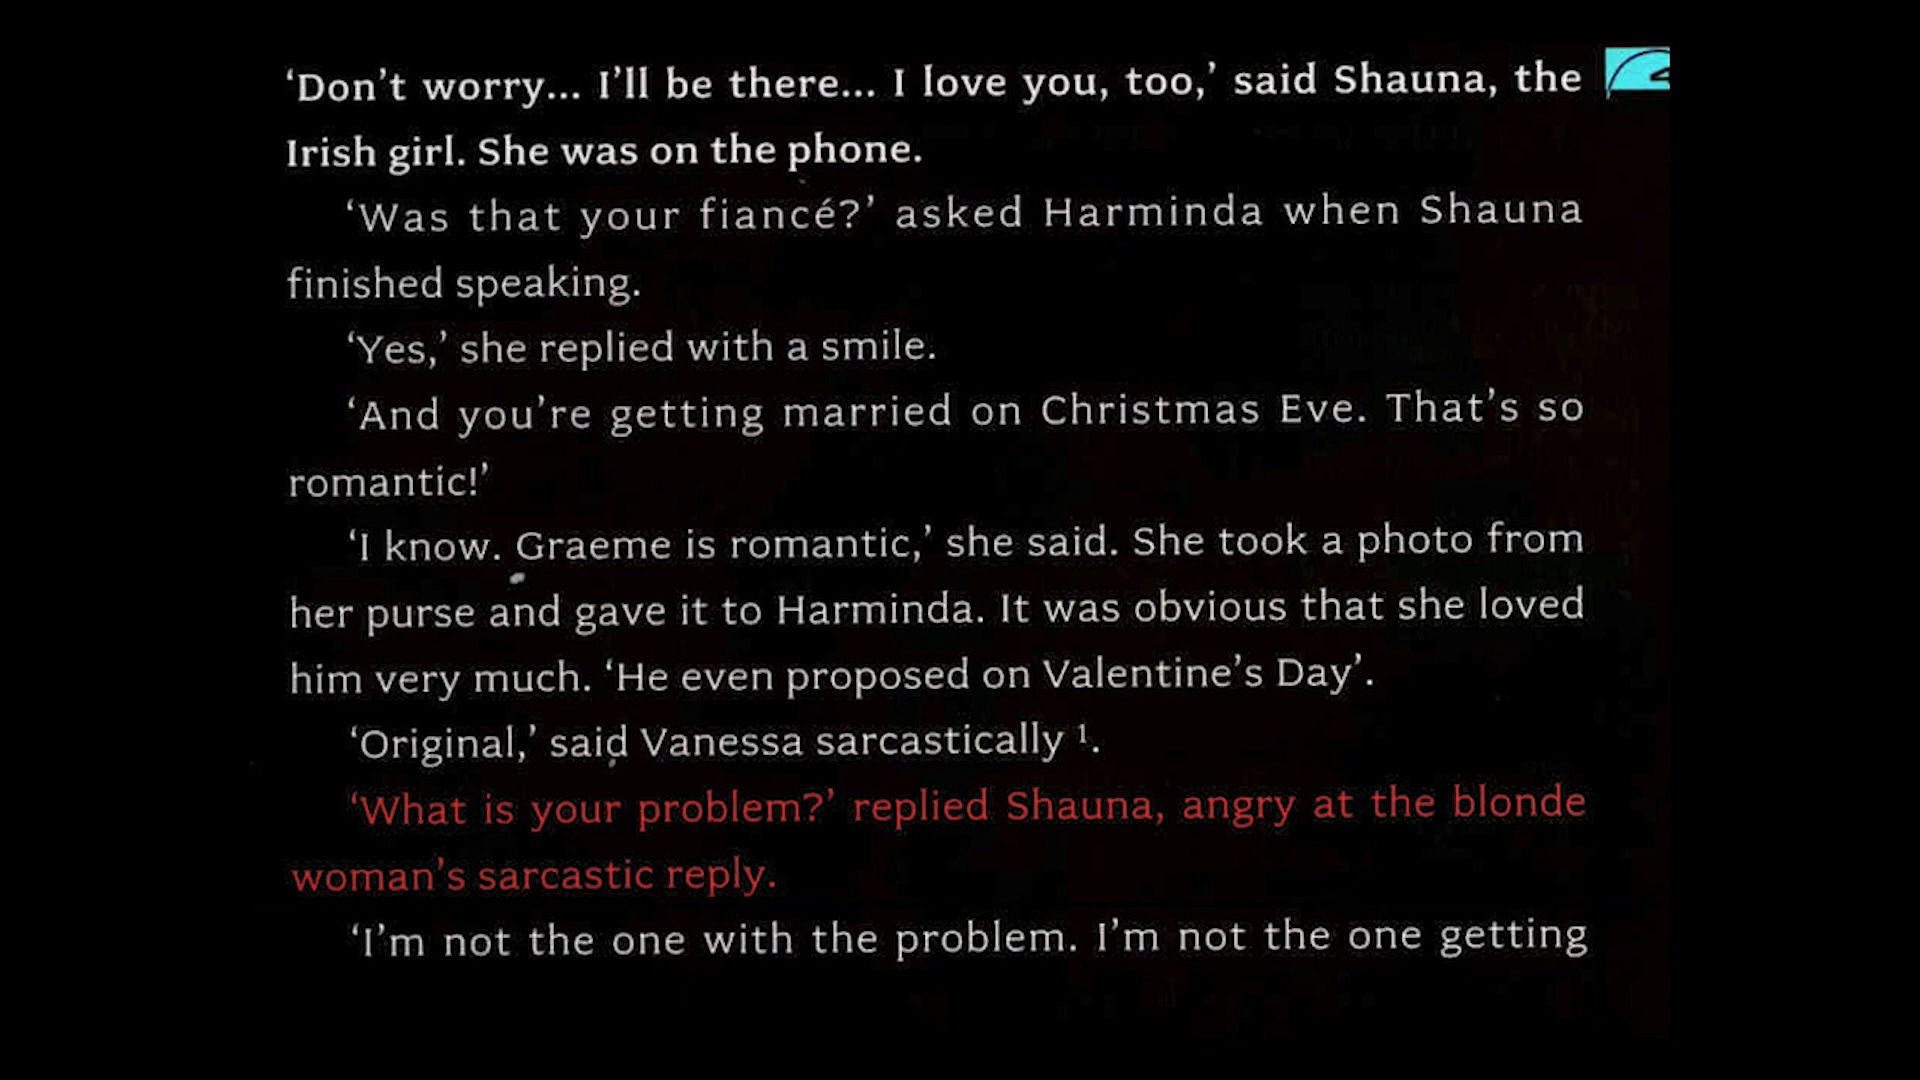 ‘Don’t worry... I’ll be there... I love you, too,’ said Shauna, the
Irish girl. She was on the phone.
‘Was that your fiancé?’ asked Harminda when Shauna
finished speaking.
‘Yes,’ she replied with a smile.
‘And you’re getting married on Christmas Eve. That’s so
romantic!’
‘I know. Graeme is romantic,’ she said. She took a photo from
her purse and gave it to Harminda. It was obvious that she loved
him very much. ‘He even proposed on Valentine’s Day’.
‘Original,’ said Vanessa sarcastically ¹.
‘What is your problem?’ replied Shauna, angry at the blonde
woman’s sarcastic reply.
‘I’m not the one with the problem. I’m not the one getting